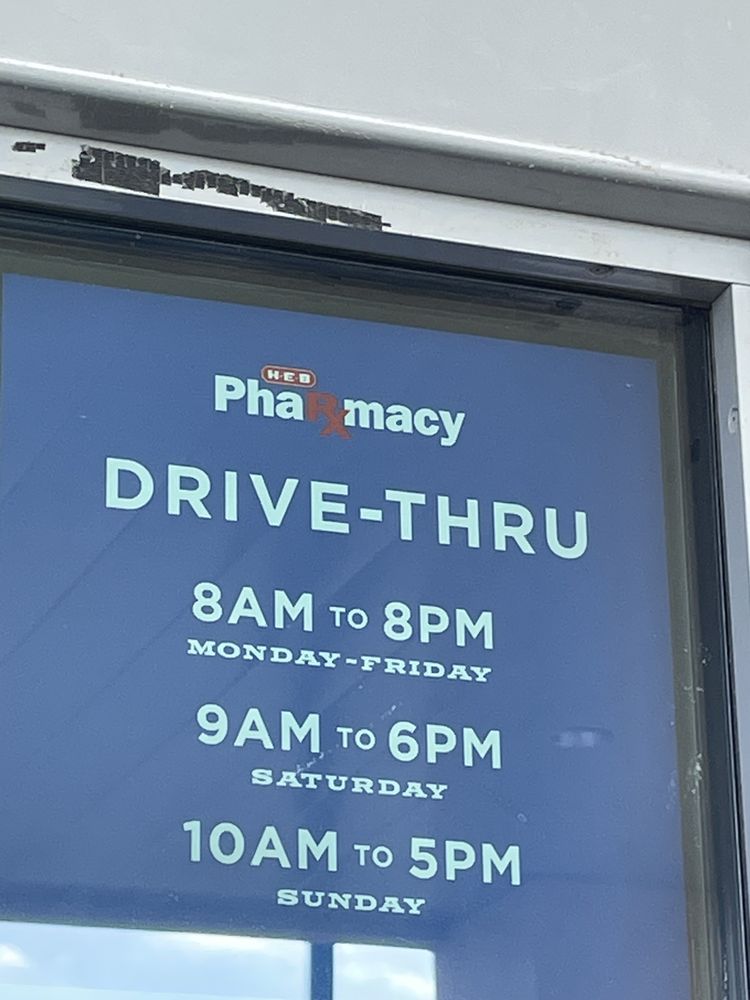 H-E-B
PhaRxmacy
DRIVE-THRU
8AM TO 8PM
MONDAY-FRIDAY
9AM TO 6PM
SATURDAY
10AM TO 5PM
SUNDAY